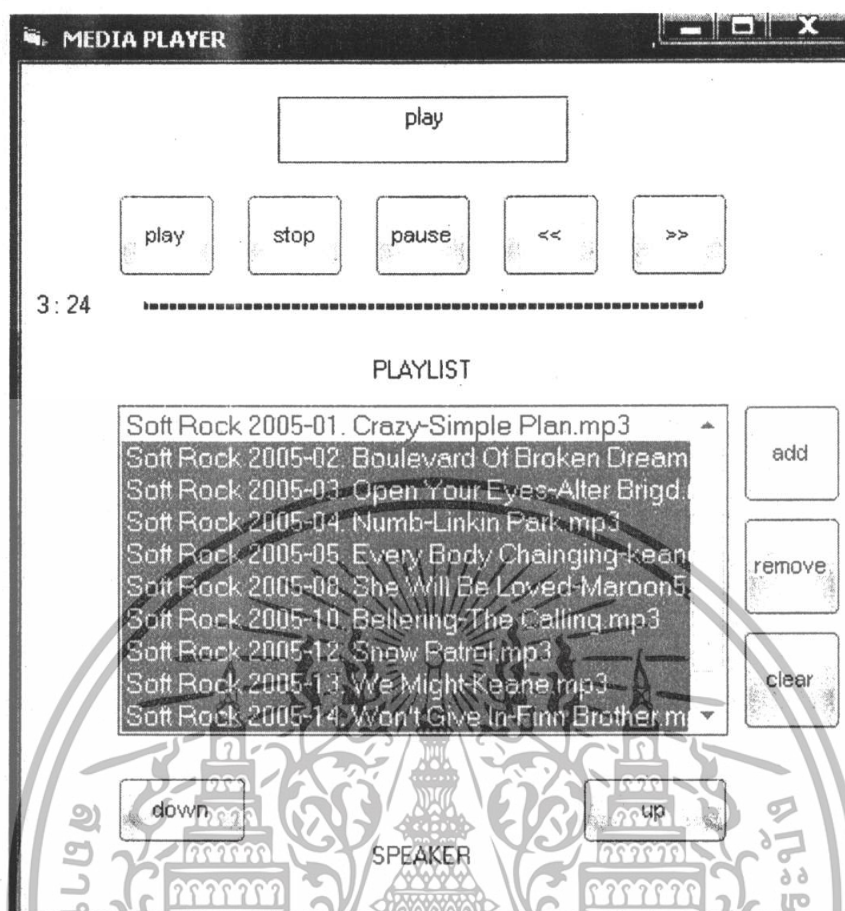 MEDIA PLAYER
play
play stop pause << >>
3 : 24
PLAYLIST
Soft Rock 2005-01. Crazy-Simple Plan.mp3
Soft Rock 2005-02. Boulevard Of Broken Dream
Soft Rock 2005-03. Open Your Eyes-Alter Brigd.
Soft Rock 2005-04. Numb-Linkin Park.mp3
Soft Rock 2005-05. Every Body Chainging-keane
Soft Rock 2005-08. She Will Be Loved-Maroon5.
Soft Rock 2005-10. Bellering-The Calling.mp3
Soft Rock 2005-12. Snow Patrol.mp3
Soft Rock 2005-13. We Might-Keane.mp3
Soft Rock 2005-14. Won't Give In-Finn Brother.m
add
remove
clear
down up
SPEAKER